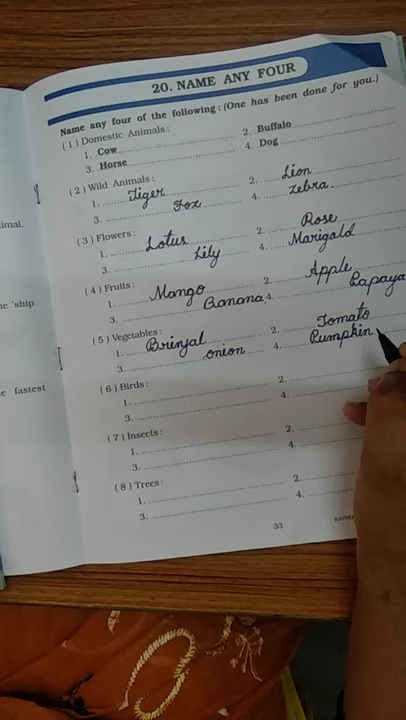 20. NAME ANY FOUR
Name any four of the following : (One has been done for you.)
( 1 ) Domestic Animals :
1. Cow 2. Buffalo
3. Horse 4. Dog
( 2 ) Wild Animals :
1. Tiger 2. Lion
3. Fox 4. Zebra
( 3 ) Flowers :
1. Lotus 2. Rose
3. Lily 4. Marigold
( 4 ) Fruits :
1. Mango 2. Apple
3. Banana 4. Papaya
( 5 ) Vegetables :
1. Brinjal 2. Tomato
3. onion 4. Pumpkin
( 6 ) Birds :
1. 2.
3. 4.
( 7 ) Insects :
1. 2.
3. 4.
( 8 ) Trees :
1. 2.
3. 4.
33
imal.
'ship
fastest